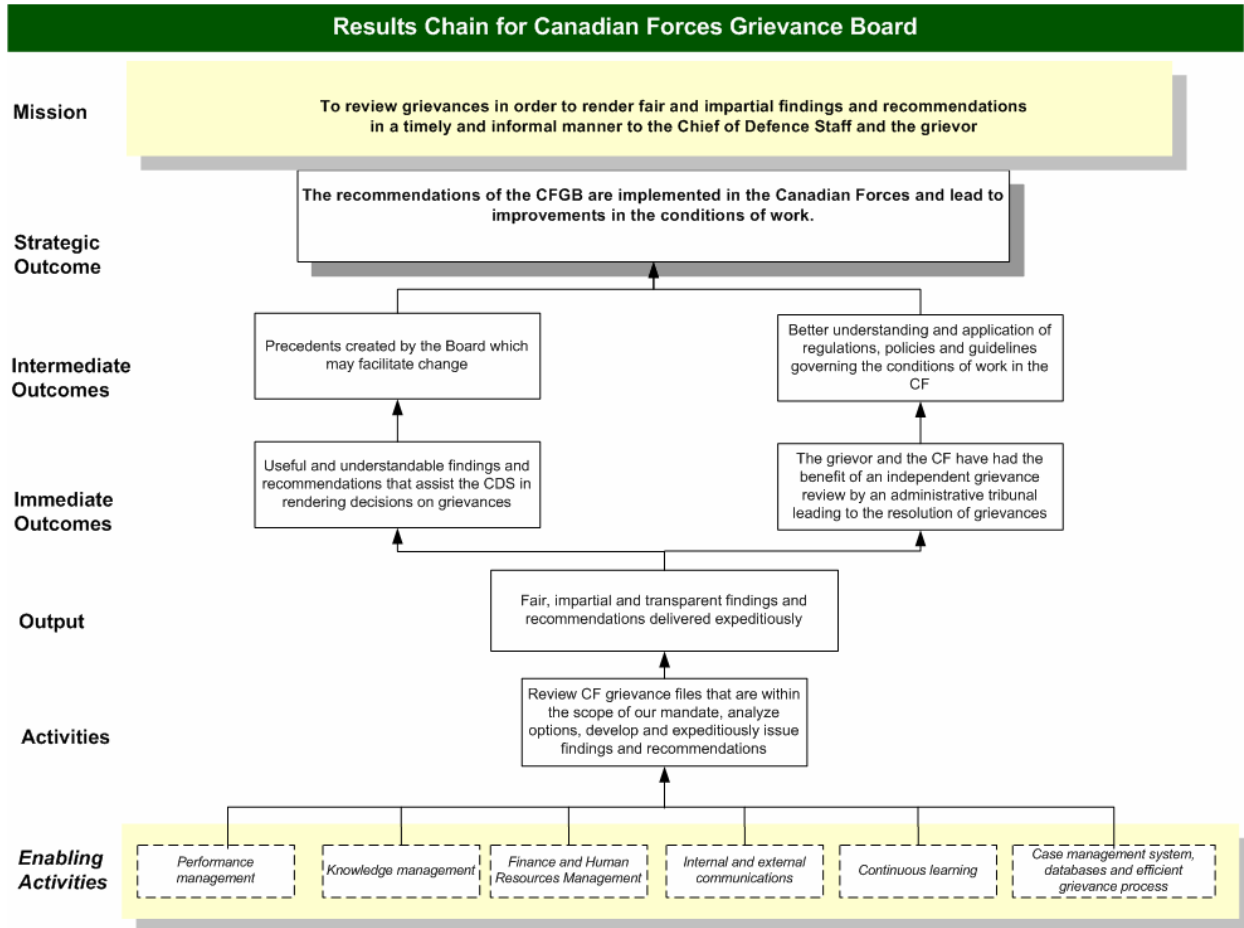 Results Chain for Canadian Forces Grievance Board
Mission
To review grievances in order to render fair and impartial findings and recommendations
in a timely and informal manner to the Chief of Defence Staff and the grievor
The recommendations of the CFGB are implemented in the Canadian Forces and lead to
improvements in the conditions of work.
Strategic
Outcome
Intermediate
Outcomes
Precedents created by the Board which
may facilitate change
Better understanding and application of
regulations, policies and guidelines
governing the conditions of work in the
CF
Immediate
Outcomes
Useful and understandable findings and
recommendations that assist the CDS in
rendering decisions on grievances
The grievor and the CF have had the
benefit of an independent grievance
review by an administrative tribunal
leading to the resolution of grievances
Output
Fair, impartial and transparent findings and
recommendations delivered expeditiously
Activities
Review CF grievance files that are within
the scope of our mandate, analyze
options, develop and expeditiously issue
findings and recommendations
Enabling
Activities
Performance
management
Knowledge management
Finance and Human
Resources Management
Internal and external
communications
Continuous learning
Case management system,
databases and efficient
grievance process